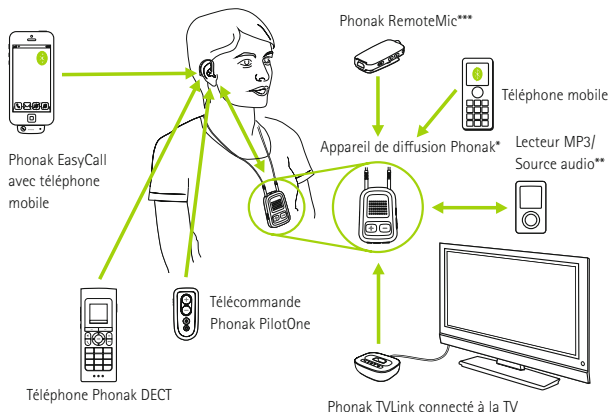 Phonak RemoteMic***
Téléphone mobile
Appareil de diffusion Phonak*
Lecteur MP3/
Source audio**
Phonak EasyCall
avec téléphone
mobile
Télécommande
Phonak PilotOne
Téléphone Phonak DECT
Phonak TVLink connecté à la TV